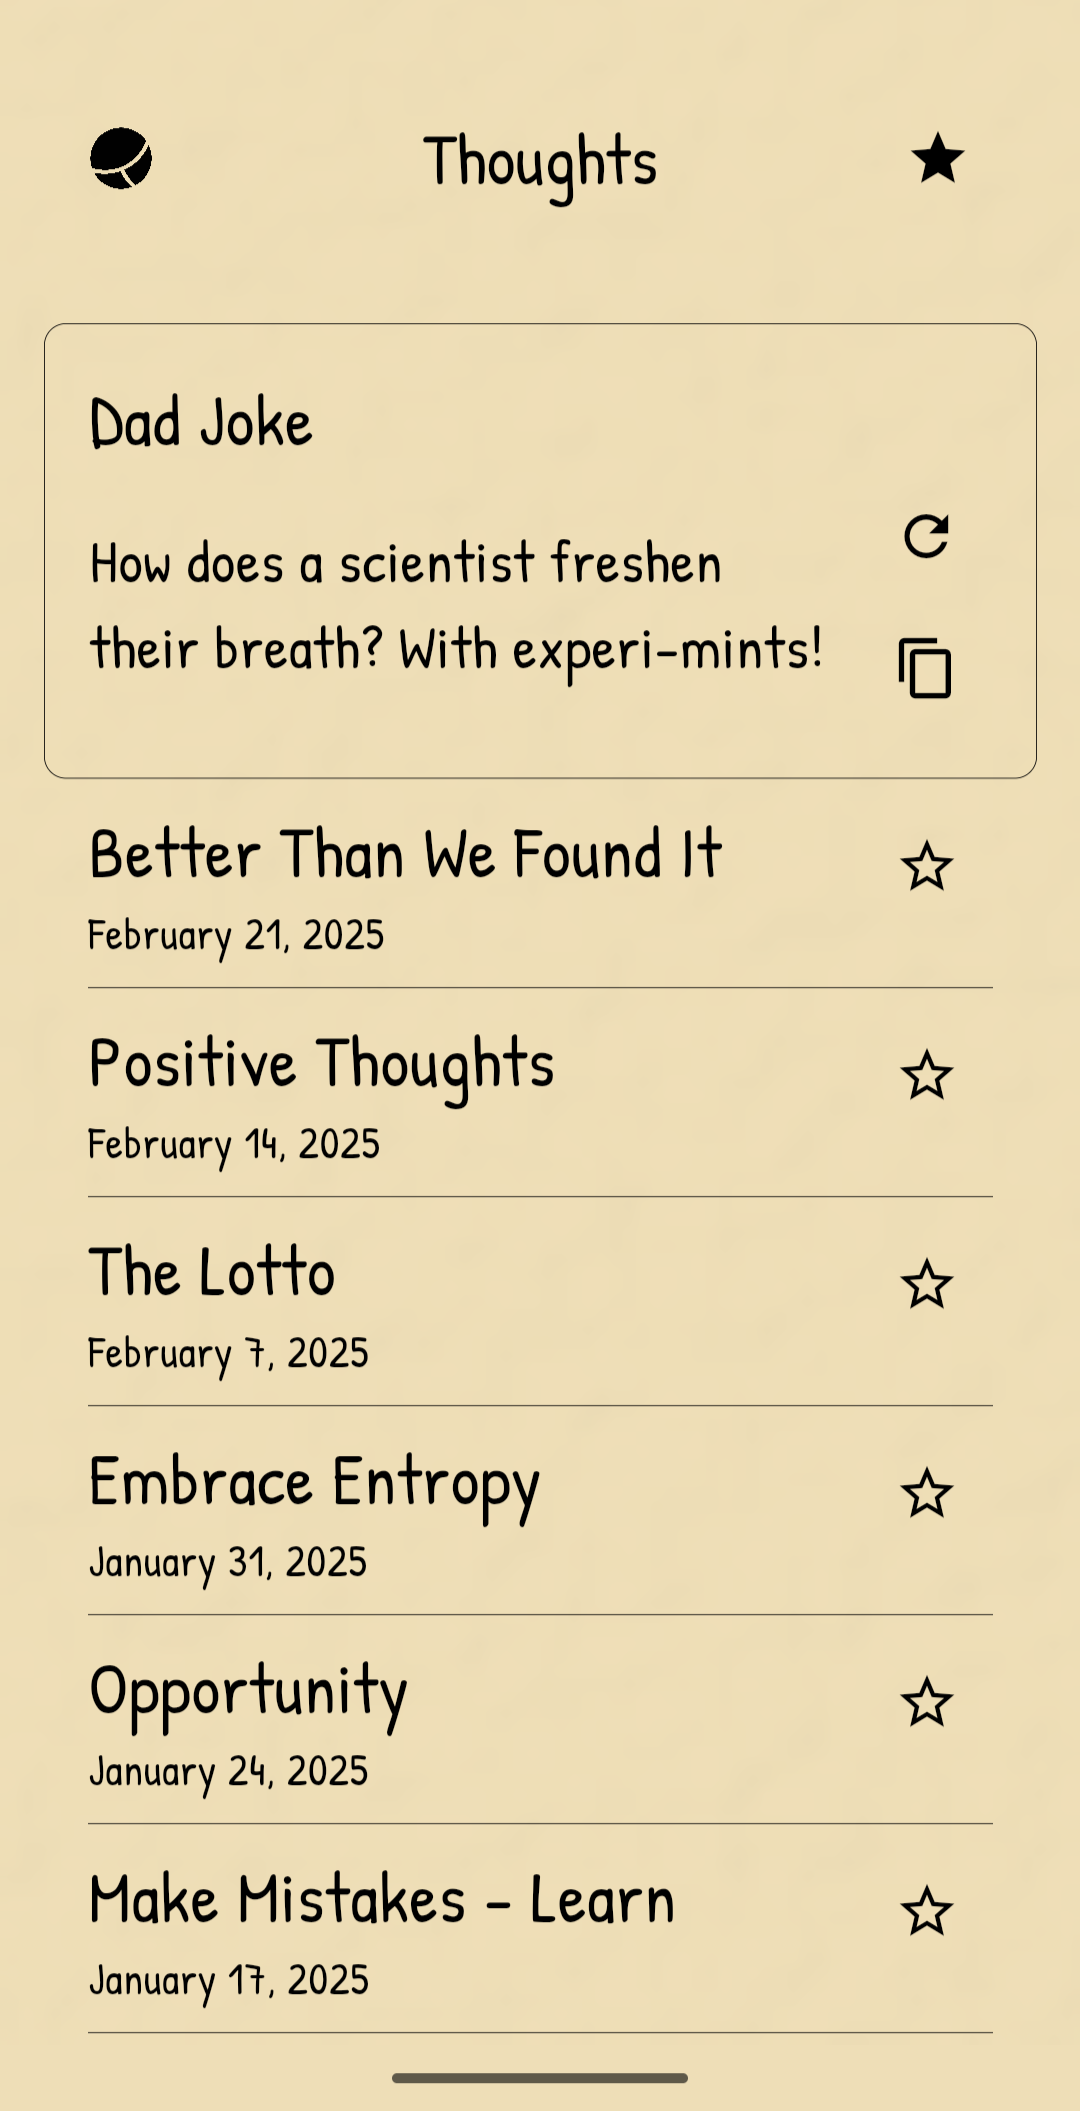 Thoughts
Dad Joke
How does a scientist freshen
their breath? With experi-mints!
Better Than We Found It
February 21, 2025
Positive Thoughts
February 14, 2025
The Lotto
February 7, 2025
Embrace Entropy
January 31, 2025
Opportunity
January 24, 2025
Make Mistakes - Learn
January 17, 2025